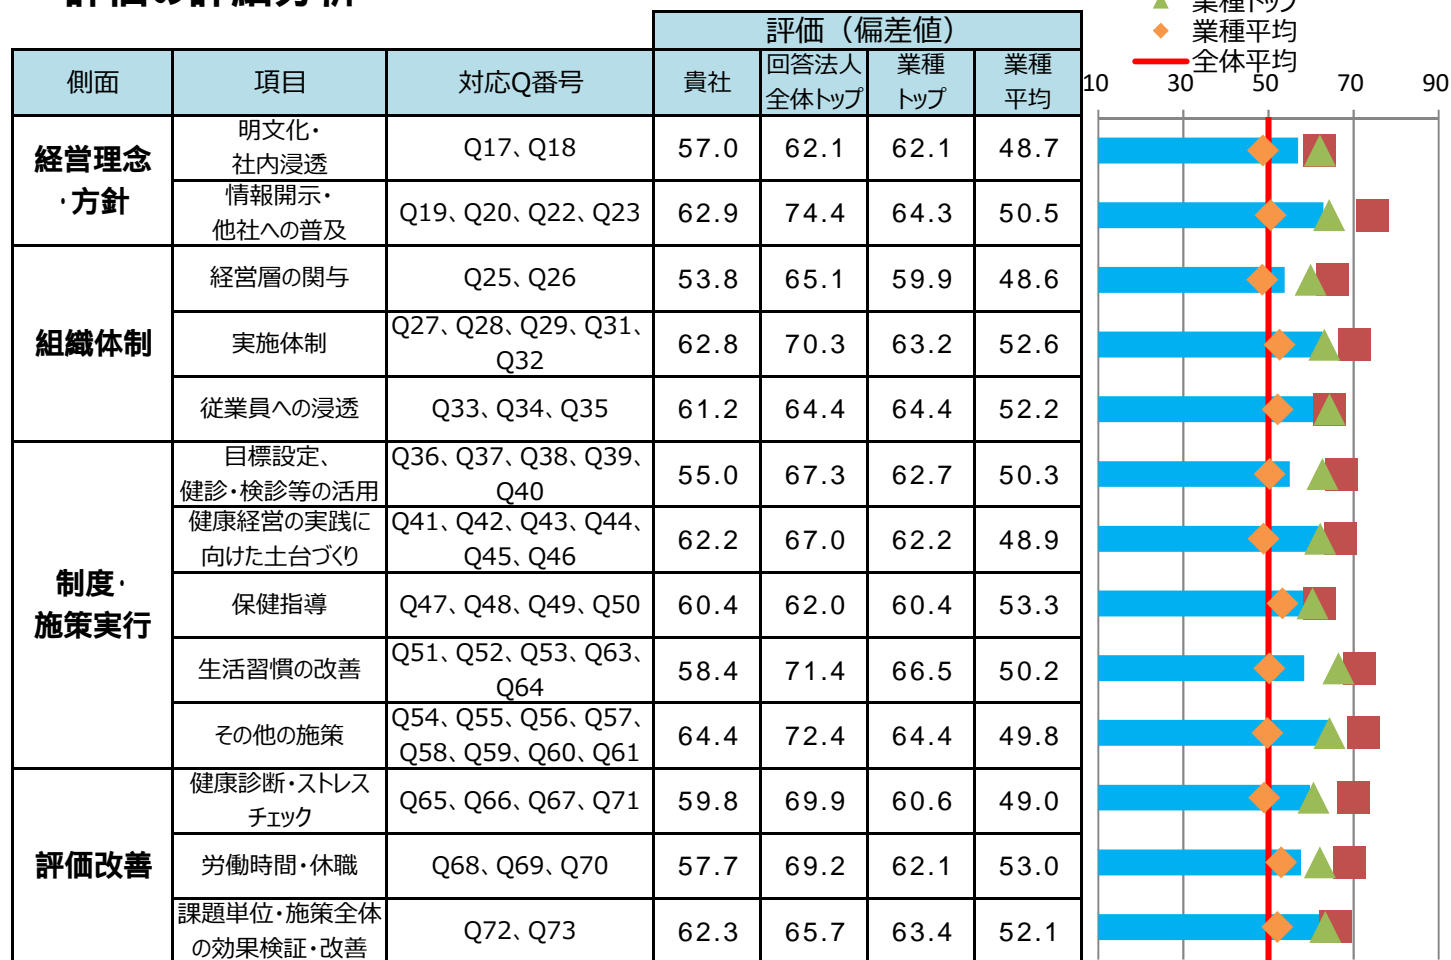 評価の詳細分析
業種トップ
業種平均
全体平均
評価（偏差値）
側面 項目 対応Q番号 貴社 回答法人 業種 業種
全体トップ トップ 平均
10 30 50 70 90
経営理念
・方針
明文化・
社内浸透
Q17、Q18 57.0 62.1 62.1 48.7
情報開示・
他社への普及
Q19、Q20、Q22、Q23 62.9 74.4 64.3 50.5
組織体制
経営層の関与 Q25、Q26 53.8 65.1 59.9 48.6
実施体制
Q27、Q28、Q29、Q31、
Q32
62.8 70.3 63.2 52.6
従業員への浸透 Q33、Q34、Q35 61.2 64.4 64.4 52.2
制度・
施策実行
目標設定、
健診・検診等の活用
Q36、Q37、Q38、Q39、
Q40
55.0 67.3 62.7 50.3
健康経営の実践に
向けた土台づくり
Q41、Q42、Q43、Q44、
Q45、Q46
62.2 67.0 62.2 48.9
保健指導 Q47、Q48、Q49、Q50 60.4 62.0 60.4 53.3
生活習慣の改善
Q51、Q52、Q53、Q63、
Q64
58.4 71.4 66.5 50.2
その他の施策
Q54、Q55、Q56、Q57、
Q58、Q59、Q60、Q61
64.4 72.4 64.4 49.8
評価改善
健康診断・ストレス
チェック
Q65、Q66、Q67、Q71 59.8 69.9 60.6 49.0
労働時間・休職 Q68、Q69、Q70 57.7 69.2 62.1 53.0
課題単位・施策全体
の効果検証・改善
Q72、Q73 62.3 65.7 63.4 52.1